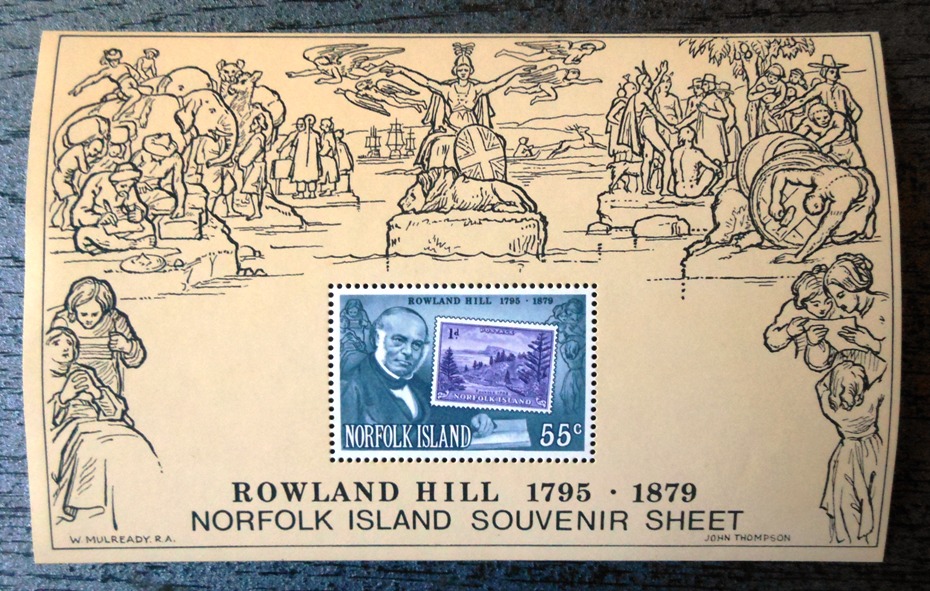 ROWLAND HILL 1795 · 1879
1d
POSTAGE
NORFOLK ISLAND
NORFOLK ISLAND
55c
ROWLAND HILL 1795 · 1879
NORFOLK ISLAND SOUVENIR SHEET
W. MULREADY. R.A.
JOHN THOMPSON